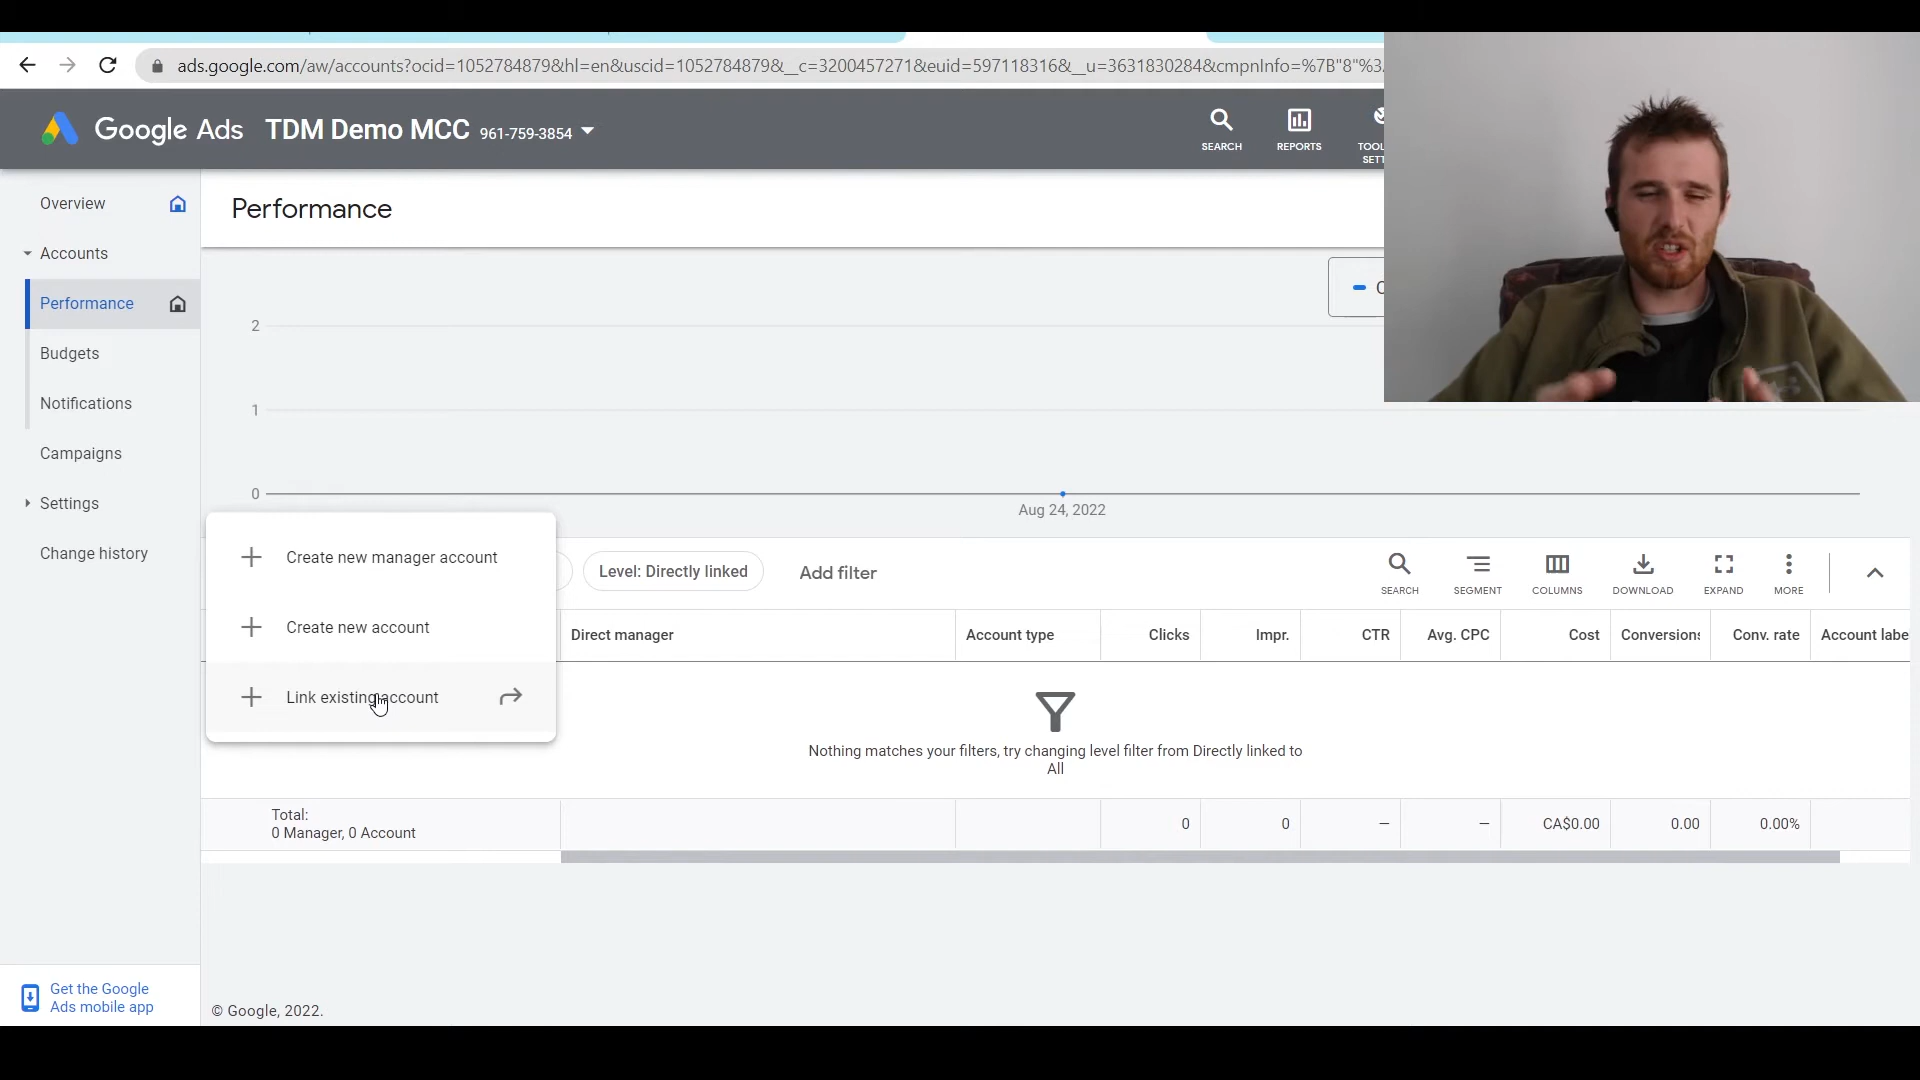 ads.google.com/aw/accounts?ocid=1052784879&hl=en&uscid=1052784879&__c=3200457271&euid=597118316&__u=3631830284&cmpnInfo=%7B"8"%3
Google Ads TDM Demo MCC 961-759-3854
SEARCH
REPORTS
Overview
Performance
Accounts
Performance
Budgets
Notifications
Campaigns
Settings
Change history
2
1
0
Aug 24, 2022
Create new manager account
Create new account
Link existing account
Level: Directly linked
Add filter
SEARCH
SEGMENT
COLUMNS
DOWNLOAD
EXPAND
MORE
Direct manager
Account type
Clicks
Impr.
CTR
Avg. CPC
Cost
Conversions
Conv. rate
Account labe
Nothing matches your filters, try changing level filter from Directly linked to
All
Total:
0 Manager, 0 Account
0
0
—
—
CA$0.00
0.00
0.00%
Get the Google
Ads mobile app
© Google, 2022.